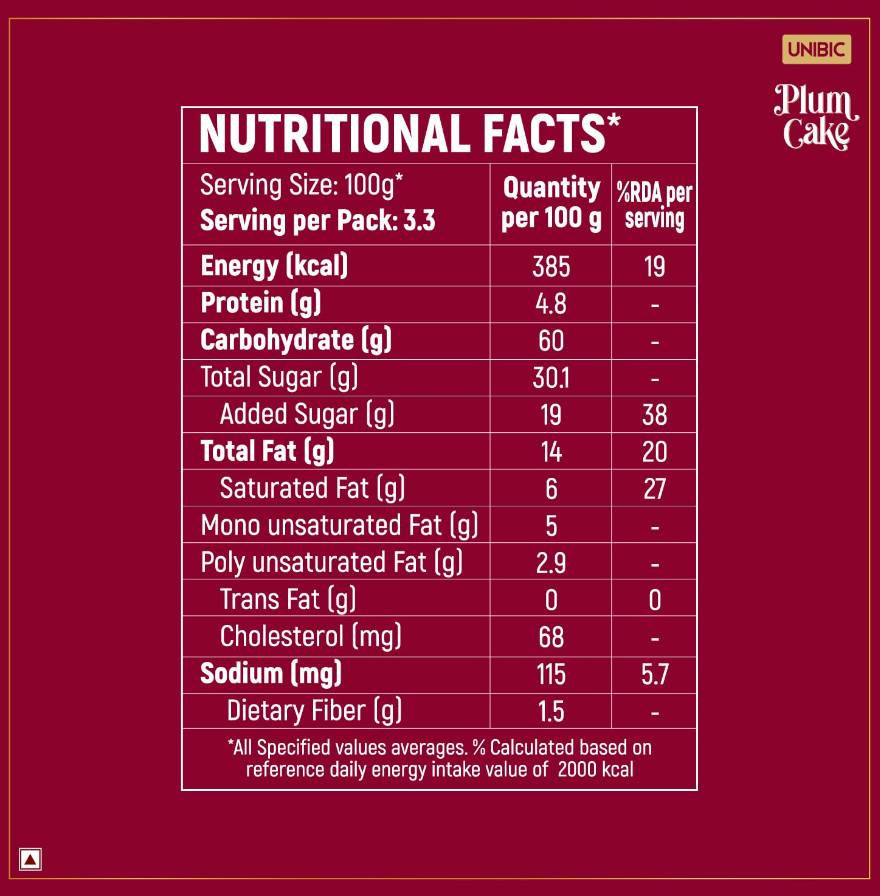 UNIBIC
Plum
Cake
NUTRITIONAL FACTS*
Serving Size: 100g*
Serving per Pack: 3.3
Quantity
per 100 g
%RDA per
serving
Energy (kcal) 385 19
Protein (g) 4.8 -
Carbohydrate (g) 60 -
Total Sugar (g) 30.1 -
Added Sugar (g) 19 38
Total Fat (g) 14 20
Saturated Fat (g) 6 27
Mono unsaturated Fat (g) 5 -
Poly unsaturated Fat (g) 2.9 -
Trans Fat (g) 0 0
Cholesterol (mg) 68 -
Sodium (mg) 115 5.7
Dietary Fiber (g) 1.5 -
*All Specified values averages. % Calculated based on
reference daily energy intake value of 2000 kcal